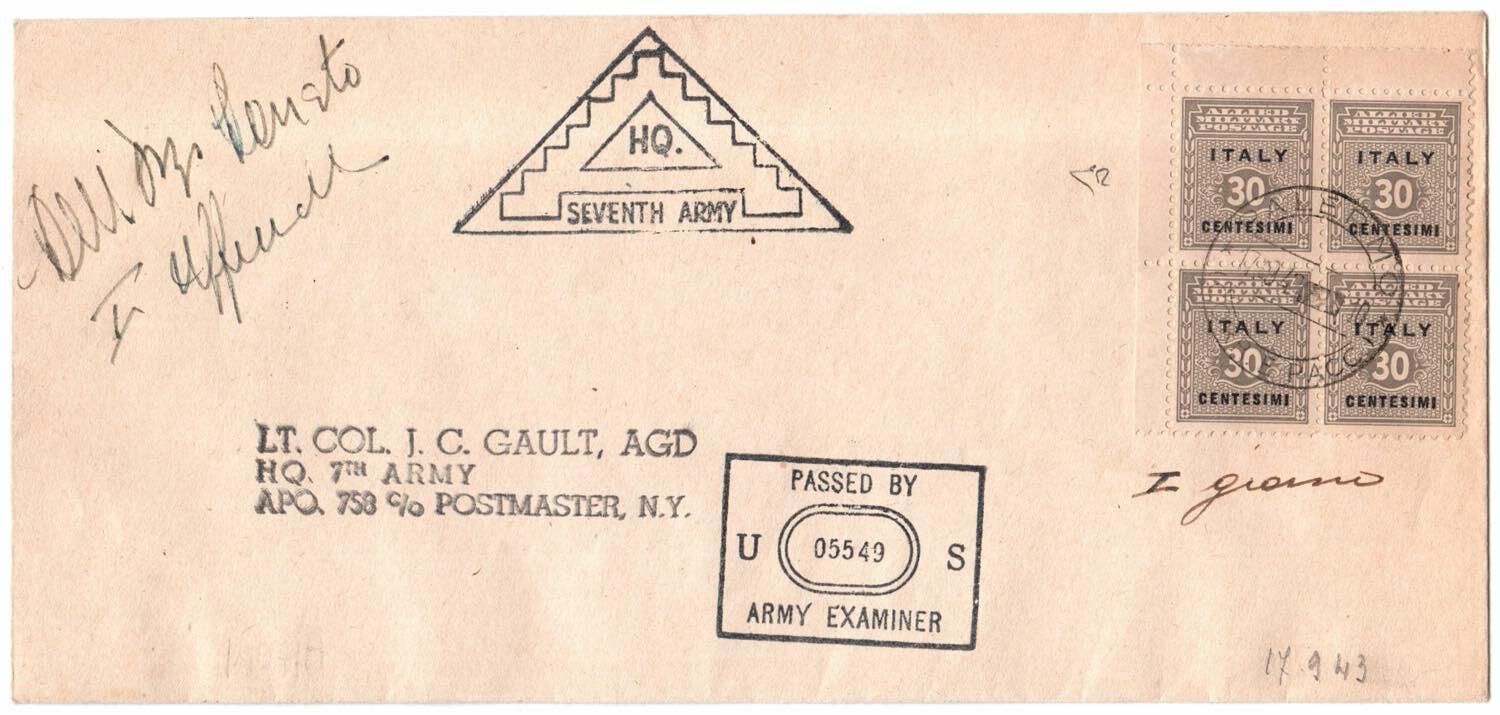 HQ.
SEVENTH ARMY
ALLIED
MILITARY
POSTAGE
ITALY
30
CENTESIMI
ALLIED
MILITARY
POSTAGE
ITALY
30
CENTESIMI
ALLIED
MILITARY
POSTAGE
ITALY
30
CENTESIMI
ALLIED
MILITARY
POSTAGE
ITALY
30
CENTESIMI
PALERMO
PACCHI
LT. COL. J. C. GAULT, AGD
HQ. 7TH ARMY
APO. 758 c/o POSTMASTER, N.Y.
PASSED BY
U 05549 S
ARMY EXAMINER
I giorno
17 9 43